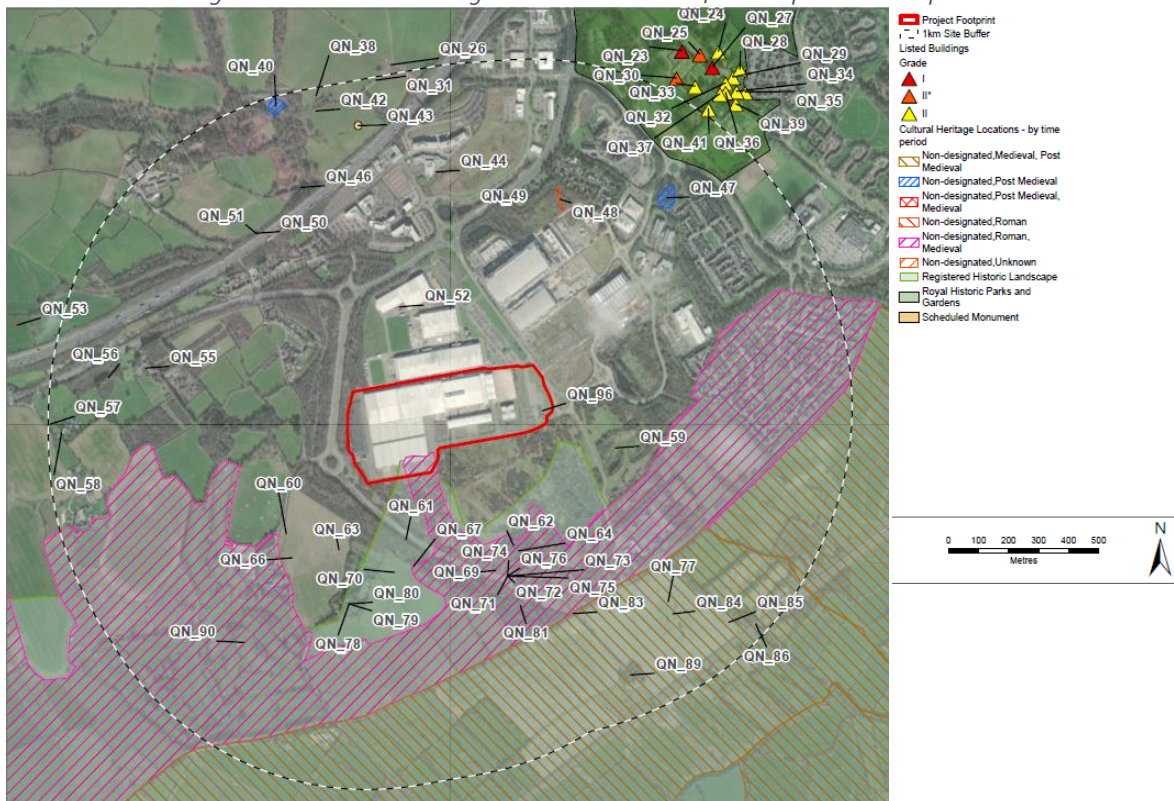 QN_24
QN_27
QN_38
QN_26
QN_25
QN_28
QN_40
QN_23
QN_29
QN_31
QN_30
QN_34
QN_42
QN_33
QN_43
QN_35
QN_32
QN_39
QN_37
QN_41
QN_36
QN_44
QN_46
QN_49
QN_47
QN_48
QN_51
QN_50
QN_53
QN_52
QN_56
QN_55
QN_57
QN_96
QN_59
QN_58
QN_60
QN_61
QN_63
QN_67
QN_62
QN_64
QN_74
QN_76
QN_73
QN_66
QN_69
QN_77
QN_70
QN_80
QN_71
QN_72
QN_75
QN_83
QN_84
QN_85
QN_79
QN_81
QN_90
QN_78
QN_86
QN_89
Project Footprint
1km Site Buffer
Listed Buildings
Grade
I
II*
II
Cultural Heritage Locations - by time
period
Non-designated,Medieval, Post
Medieval
Non-designated,Post Medieval
Non-designated,Post Medieval,
Medieval
Non-designated,Roman
Non-designated,Roman,
Medieval
Non-designated,Unknown
Registered Historic Landscape
Royal Historic Parks and
Gardens
Scheduled Monument
N
0 100 200 300 400 500
Metres